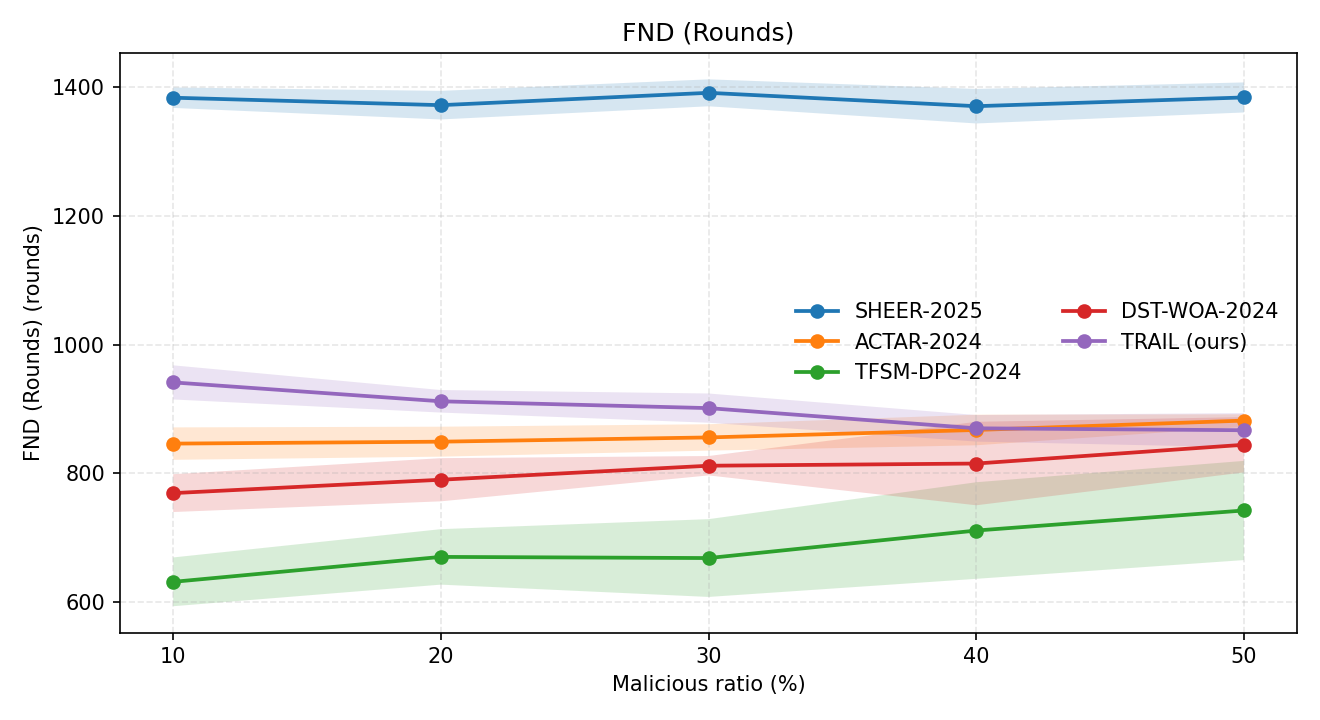 FND (Rounds)
FND (Rounds) (rounds)
1400
1200
1000
800
600
SHEER-2025
ACTAR-2024
TFSM-DPC-2024
DST-WOA-2024
TRAIL (ours)
10
20
30
40
50
Malicious ratio (%)